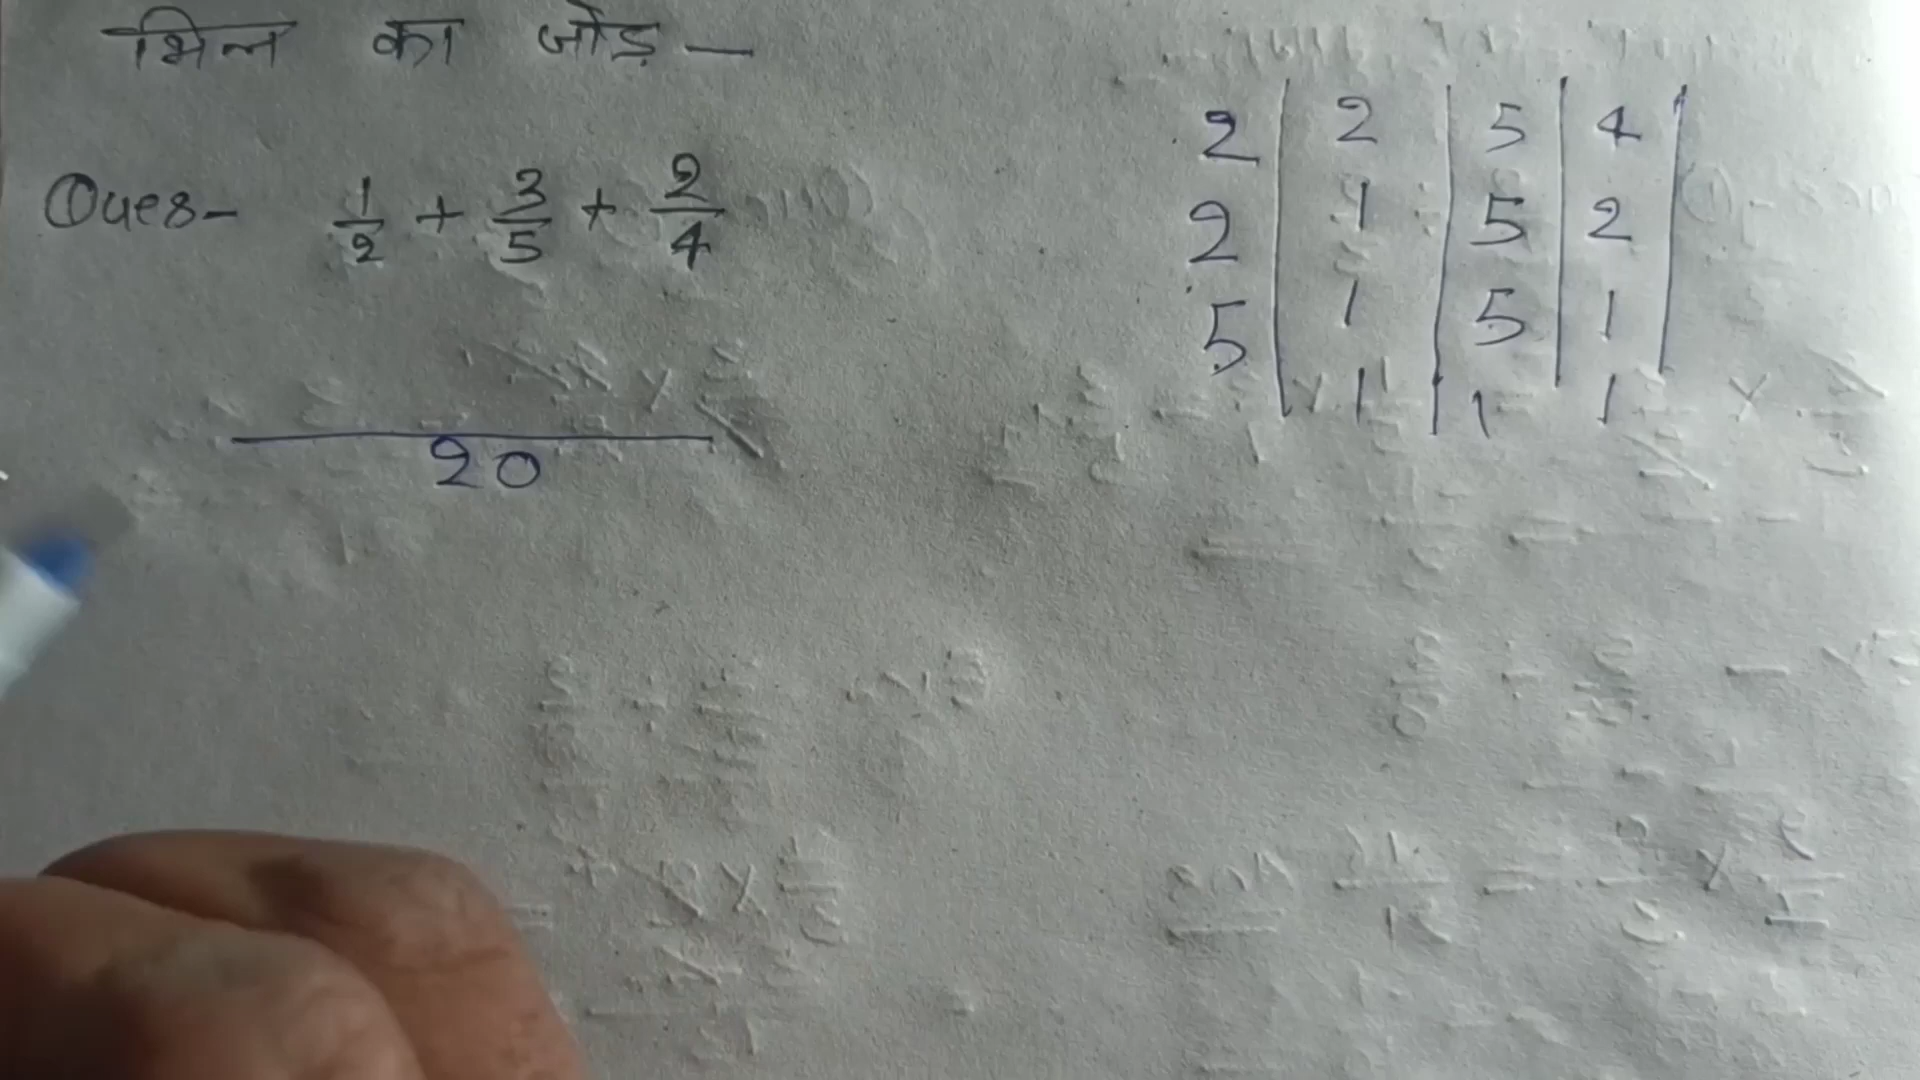 भिन्न का जोड़ —
Ques - 1/2 + 3/5 + 2/4
20
2 | 2 | 5 | 4 |
2 | 1 | 5 | 2 |
5 | 1 | 5 | 1 |
| 1 | 1 1